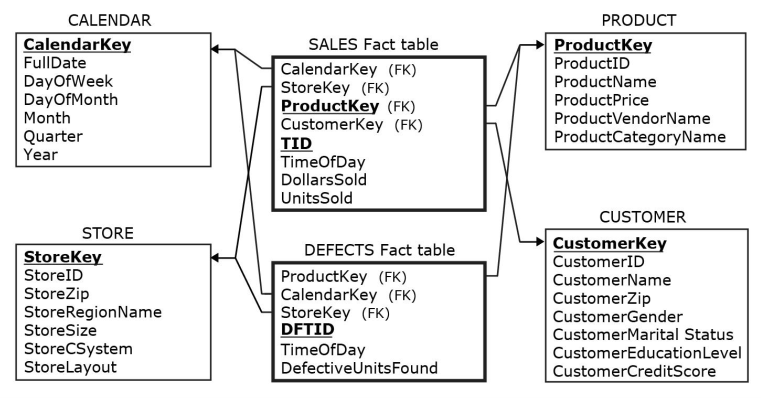 CALENDAR
CalendarKey
FullDate
DayOfWeek
DayOfMonth
Month
Quarter
Year
SALES Fact table
CalendarKey (FK)
StoreKey (FK)
ProductKey (FK)
CustomerKey (FK)
TID
TimeOfDay
DollarsSold
UnitsSold
PRODUCT
ProductKey
ProductID
ProductName
ProductPrice
ProductVendorName
ProductCategoryName
STORE
StoreKey
StoreID
StoreZip
StoreRegionName
StoreSize
StoreCSystem
StoreLayout
DEFECTS Fact table
ProductKey (FK)
CalendarKey (FK)
StoreKey (FK)
DFTID
TimeOfDay
DefectiveUnitsFound
CUSTOMER
CustomerKey
CustomerID
CustomerName
CustomerZip
CustomerGender
CustomerMarital Status
CustomerEducationLevel
CustomerCreditScore